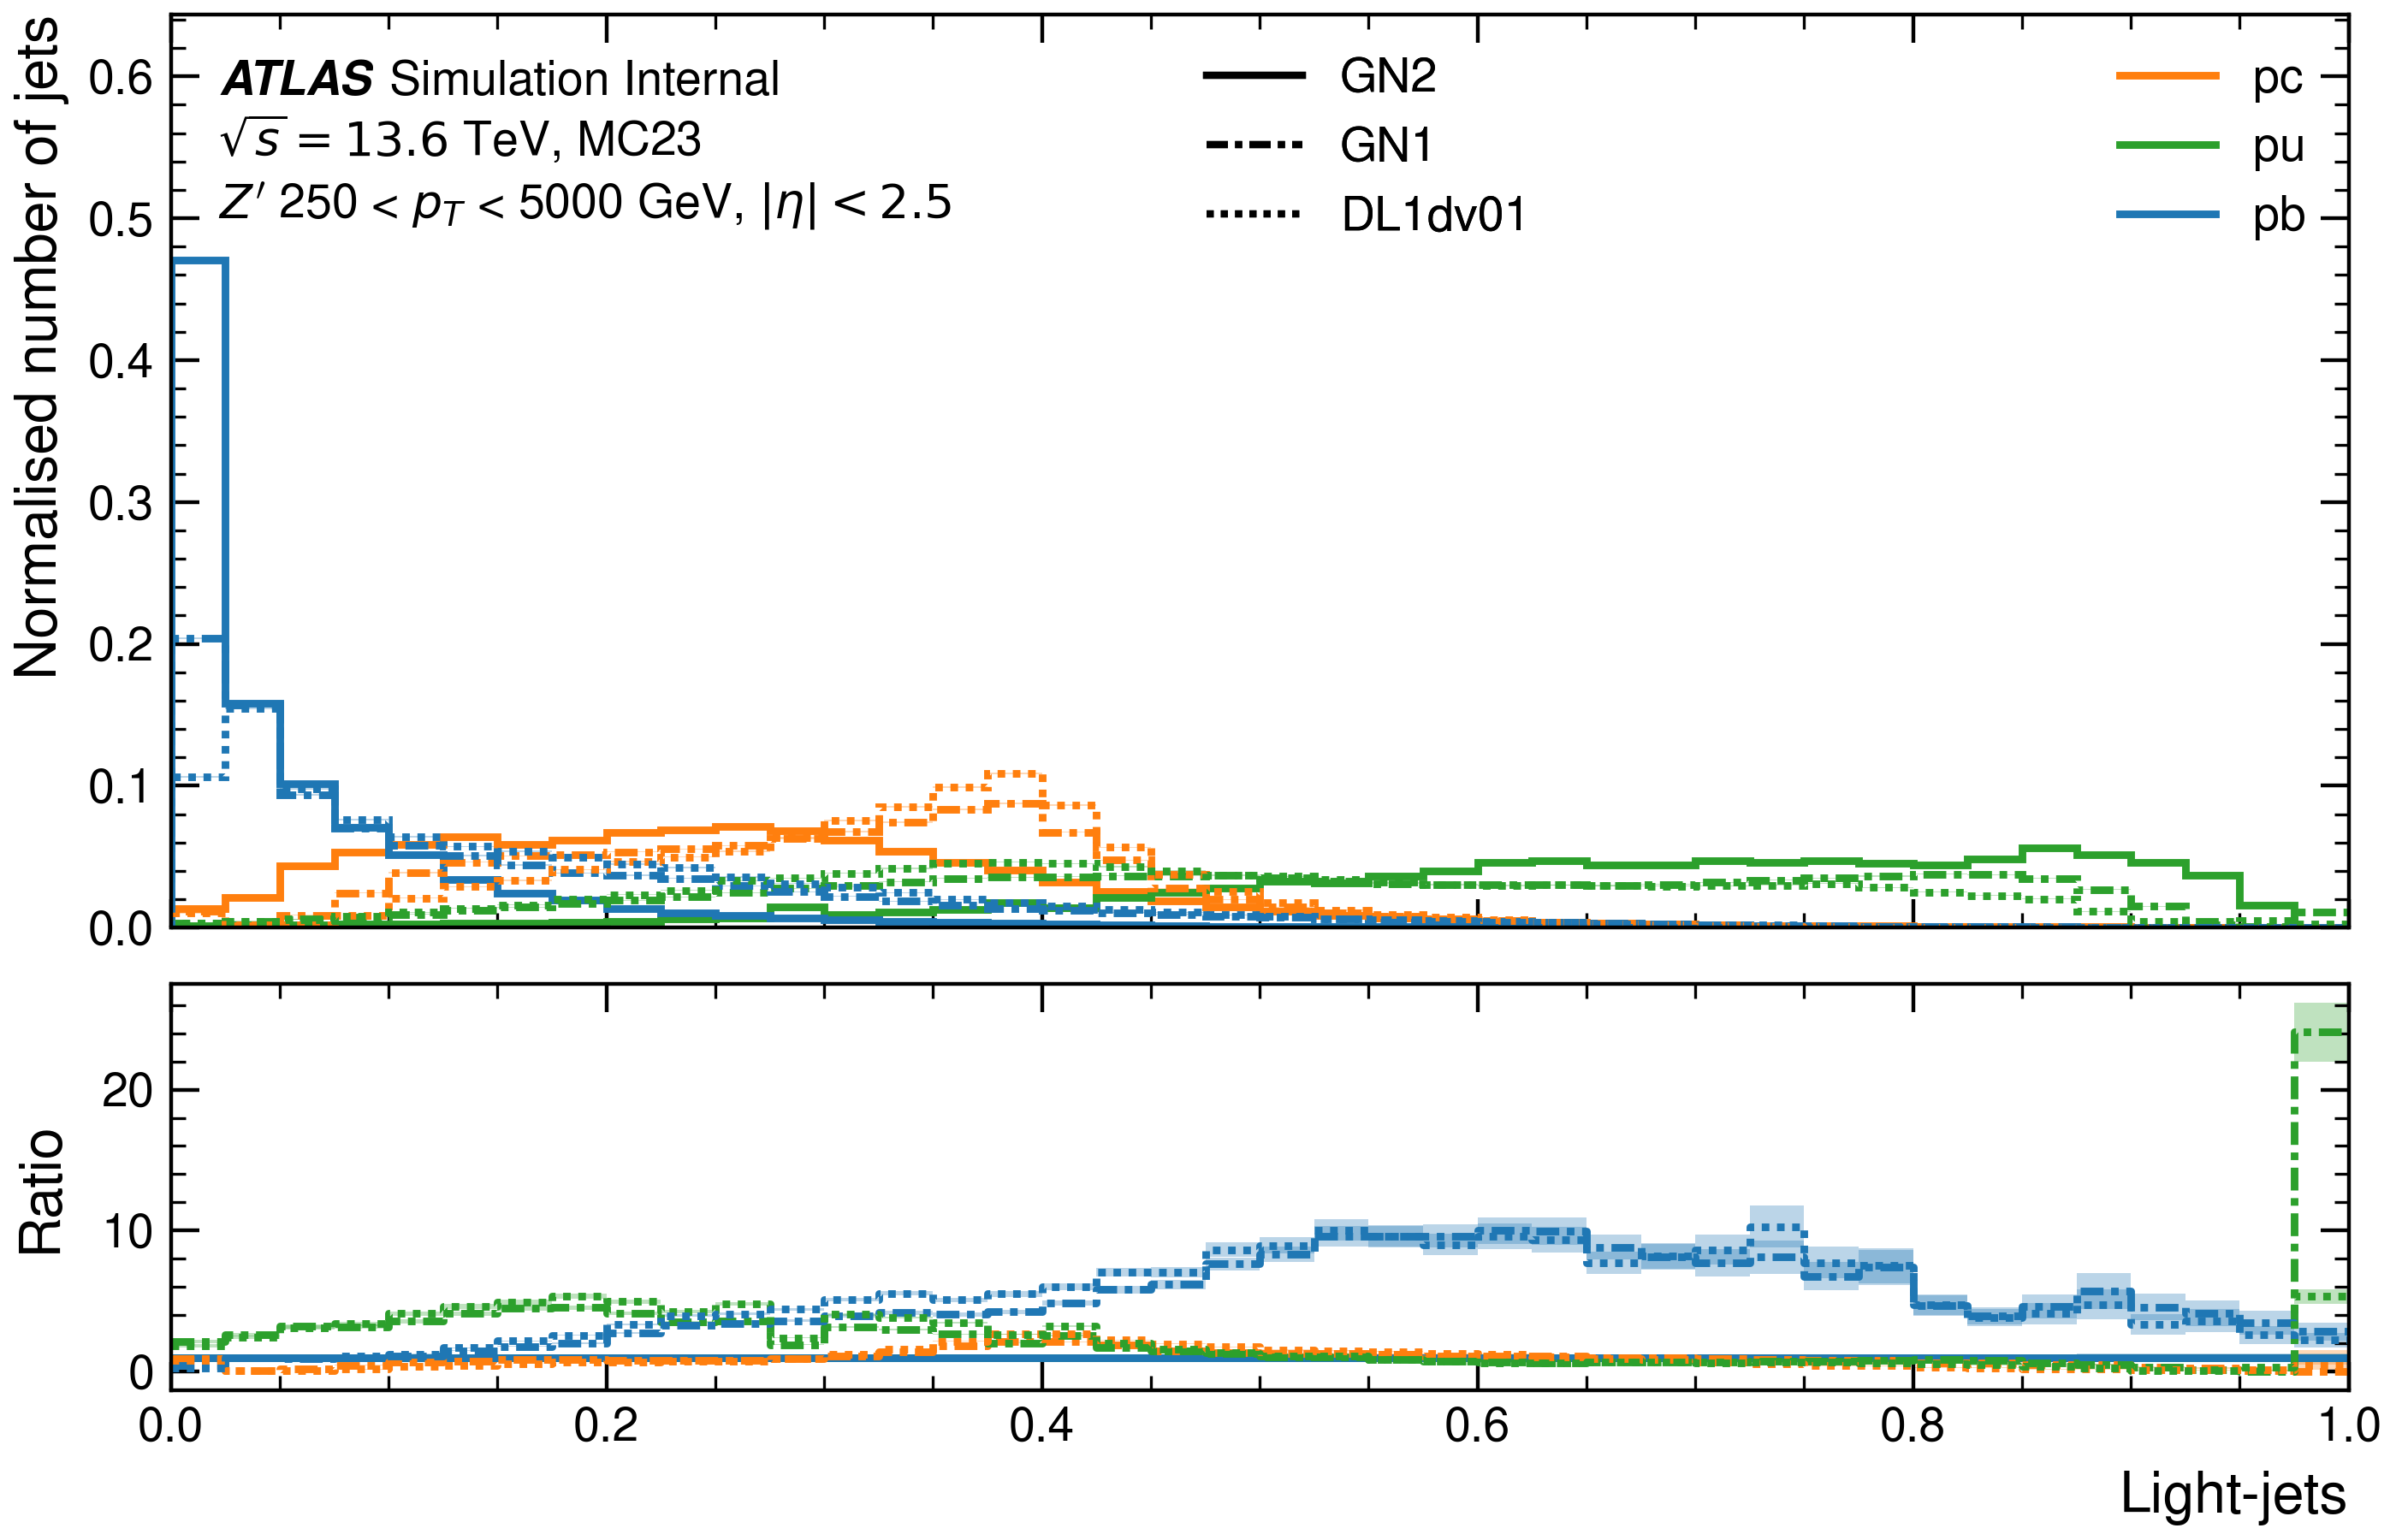 Normalised number of jets
0.6
0.5
0.4
0.3
0.2
0.1
0.0
ATLAS Simulation Internal
√s = 13.6 TeV, MC23
Z′ 250 < p_T < 5000 GeV, |η| < 2.5
GN2
GN1
DL1dv01
pc
pu
pb
Ratio
20
10
0
0.0 0.2 0.4 0.6 0.8 1.0
Light-jets